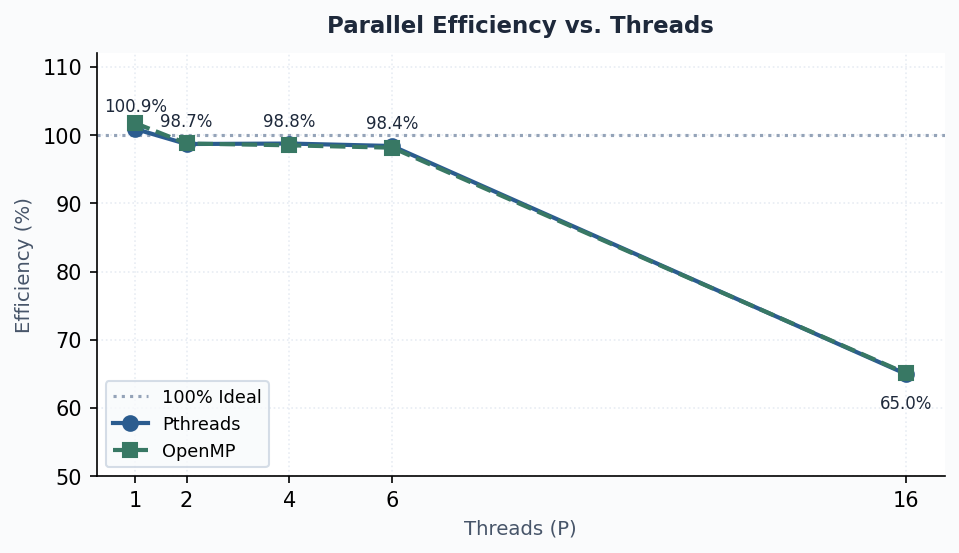 Parallel Efficiency vs. Threads
110
100
90
80
70
60
50
Efficiency (%)
100.9%
98.7%
98.8%
98.4%
65.0%
100% Ideal
Pthreads
OpenMP
1 2 4 6 16
Threads (P)